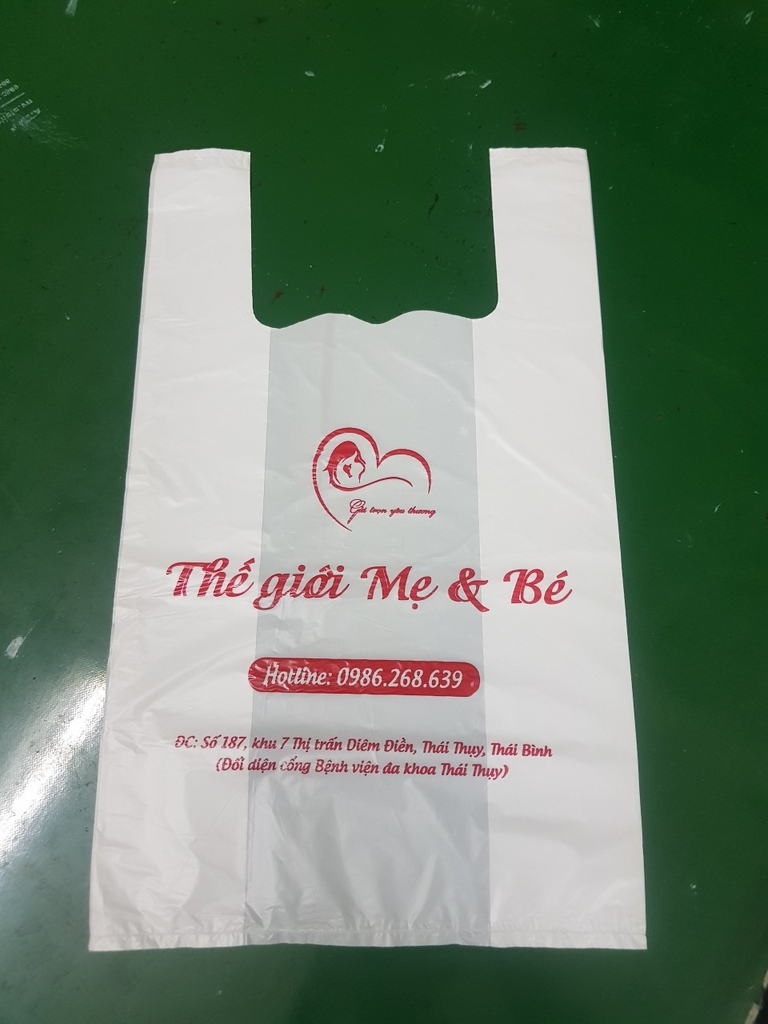 Gửi trọn yêu thương
Thế giới Mẹ & Bé
Hotline: 0986.268.639
ĐC: Số 187, khu 7 Thị trấn Diêm Điền, Thái Thụy, Thái Bình
(Đối diện cổng Bệnh viện đa khoa Thái Thụy)